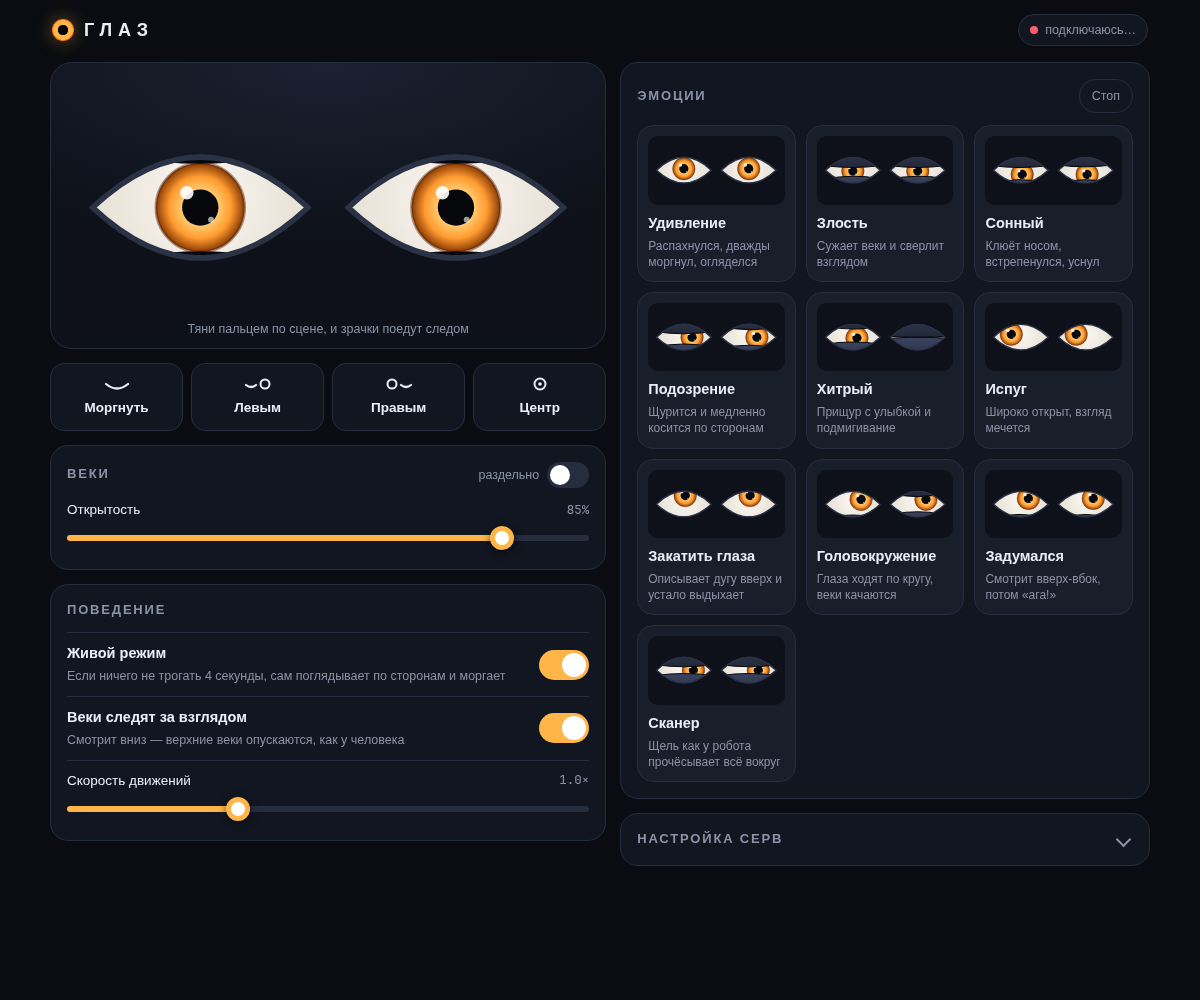 ГЛАЗ
подключаюсь…
Тяни пальцем по сцене, и зрачки поедут следом
Моргнуть
Левым
Правым
Центр
ВЕКИ
раздельно
Открытость
85%
ПОВЕДЕНИЕ
Живой режим
Если ничего не трогать 4 секунды, сам поглядывает по сторонам и моргает
Веки следят за взглядом
Смотрит вниз — верхние веки опускаются, как у человека
Скорость движений
1.0×
ЭМОЦИИ
Стоп
Удивление
Распахнулся, дважды
моргнул, огляделся
Злость
Сужает веки и сверлит
взглядом
Сонный
Клюёт носом,
встрепенулся, уснул
Подозрение
Щурится и медленно
косится по сторонам
Хитрый
Прищур с улыбкой и
подмигивание
Испуг
Широко открыт, взгляд
мечется
Закатить глаза
Описывает дугу вверх и
устало выдыхает
Головокружение
Глаза ходят по кругу,
веки качаются
Задумался
Смотрит вверх-вбок,
потом «ага!»
Сканер
Щель как у робота
прочёсывает всё вокруг
НАСТРОЙКА СЕРВ